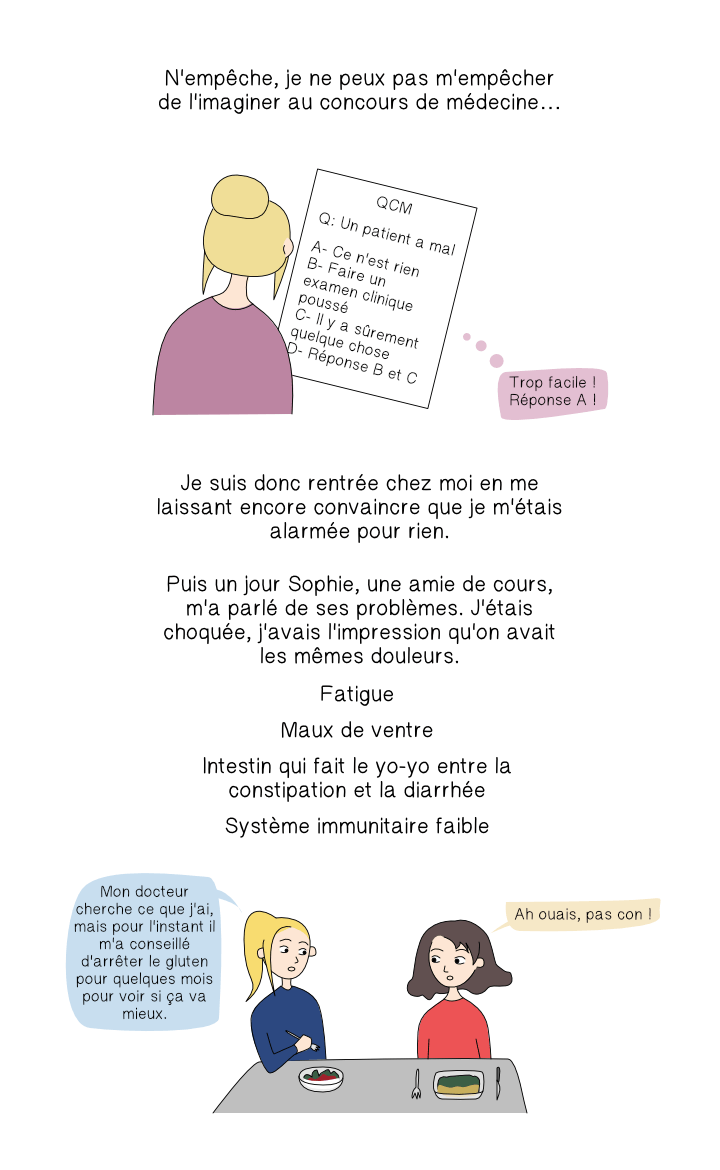 N'empêche, je ne peux pas m'empêcher
de l'imaginer au concours de médecine...
QCM
Q: Un patient a mal
A- Ce n'est rien
B- Faire un
examen clinique
poussé
C- Il y a sûrement
quelque chose
D- Réponse B et C
Trop facile !
Réponse A !
Je suis donc rentrée chez moi en me
laissant encore convaincre que je m'étais
alarmée pour rien.
Puis un jour Sophie, une amie de cours,
m'a parlé de ses problèmes. J'étais
choquée, j'avais l'impression qu'on avait
les mêmes douleurs.
Fatigue
Maux de ventre
Intestin qui fait le yo-yo entre la
constipation et la diarrhée
Système immunitaire faible
Mon docteur
cherche ce que j'ai,
mais pour l'instant il
m'a conseillé
d'arrêter le gluten
pour quelques mois
pour voir si ça va
mieux.
Ah ouais, pas con !